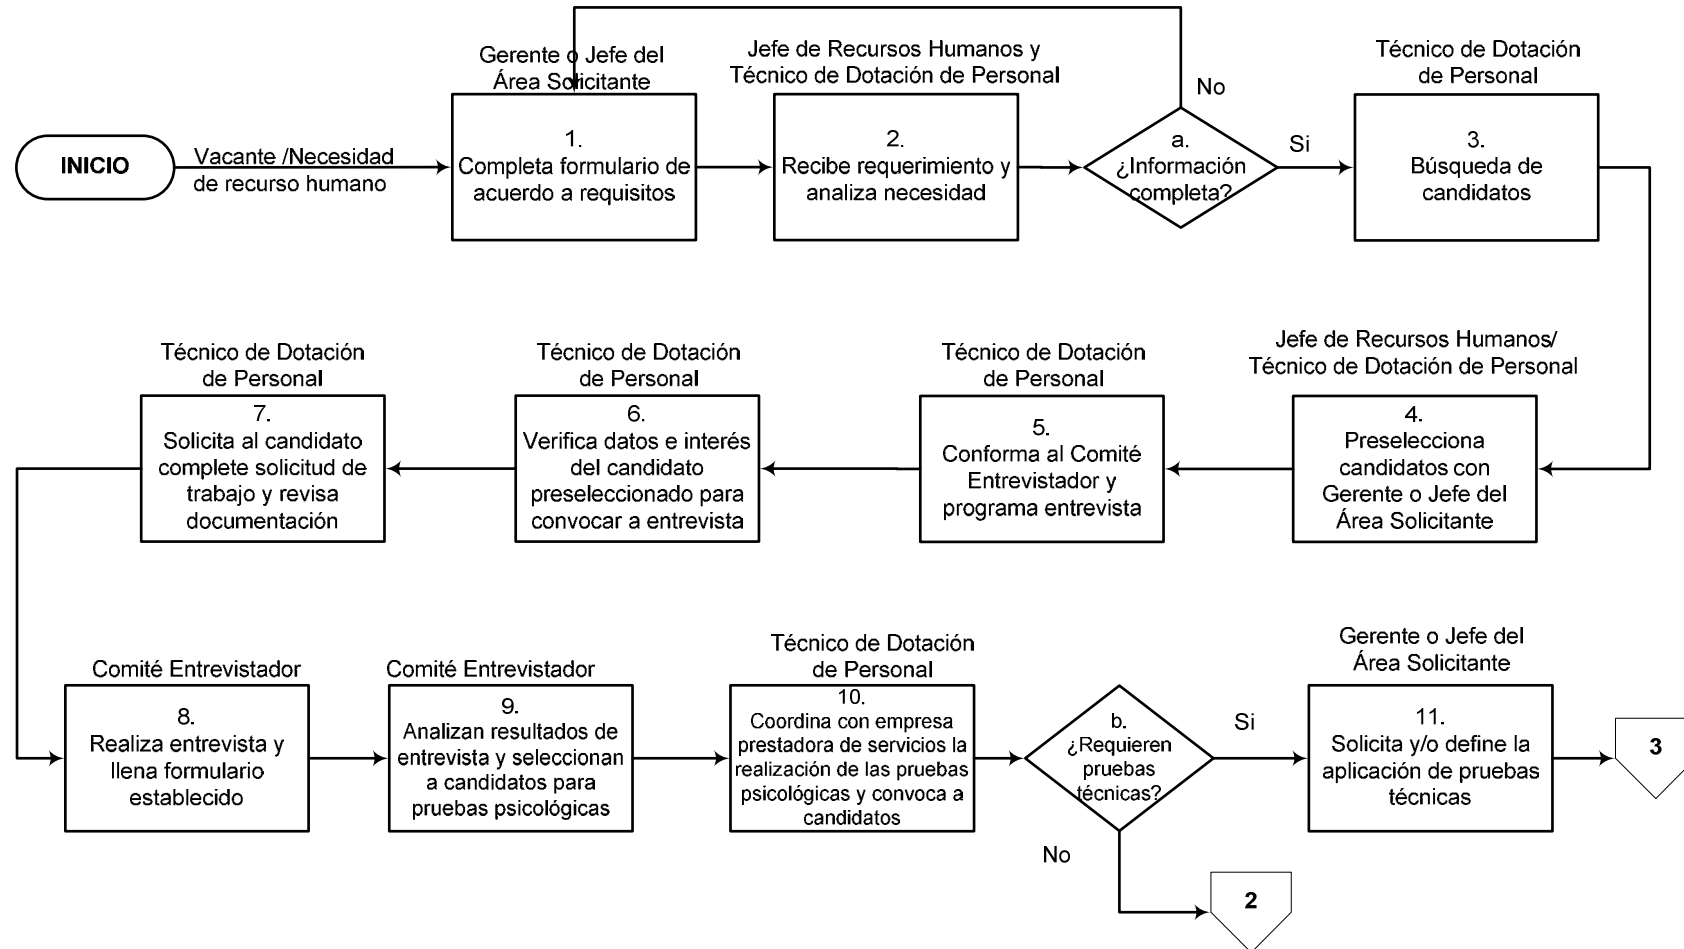 Gerente o Jefe del
Área Solicitante
Jefe de Recursos Humanos y
Técnico de Dotación de Personal
No
Técnico de Dotación
de Personal
INICIO
Vacante /Necesidad
de recurso humano
1.
Completa formulario de
acuerdo a requisitos
2.
Recibe requerimiento y
analiza necesidad
a.
¿Información
completa?
Si
3.
Búsqueda de
candidatos
Jefe de Recursos Humanos/
Técnico de Dotación de Personal
4.
Preselecciona
candidatos con
Gerente o Jefe del
Área Solicitante
Técnico de Dotación
de Personal
5.
Conforma al Comité
Entrevistador y
programa entrevista
Técnico de Dotación
de Personal
6.
Verifica datos e interés
del candidato
preseleccionado para
convocar a entrevista
Técnico de Dotación
de Personal
7.
Solicita al candidato
complete solicitud de
trabajo y revisa
documentación
Comité Entrevistador
8.
Realiza entrevista y
llena formulario
establecido
Comité Entrevistador
9.
Analizan resultados de
entrevista y seleccionan
a candidatos para
pruebas psicológicas
Técnico de Dotación
de Personal
10.
Coordina con empresa
prestadora de servicios la
realización de las pruebas
psicológicas y convoca a
candidatos
b.
¿Requieren
pruebas
técnicas?
Si
No
Gerente o Jefe del
Área Solicitante
11.
Solicita y/o define la
aplicación de pruebas
técnicas
3
2